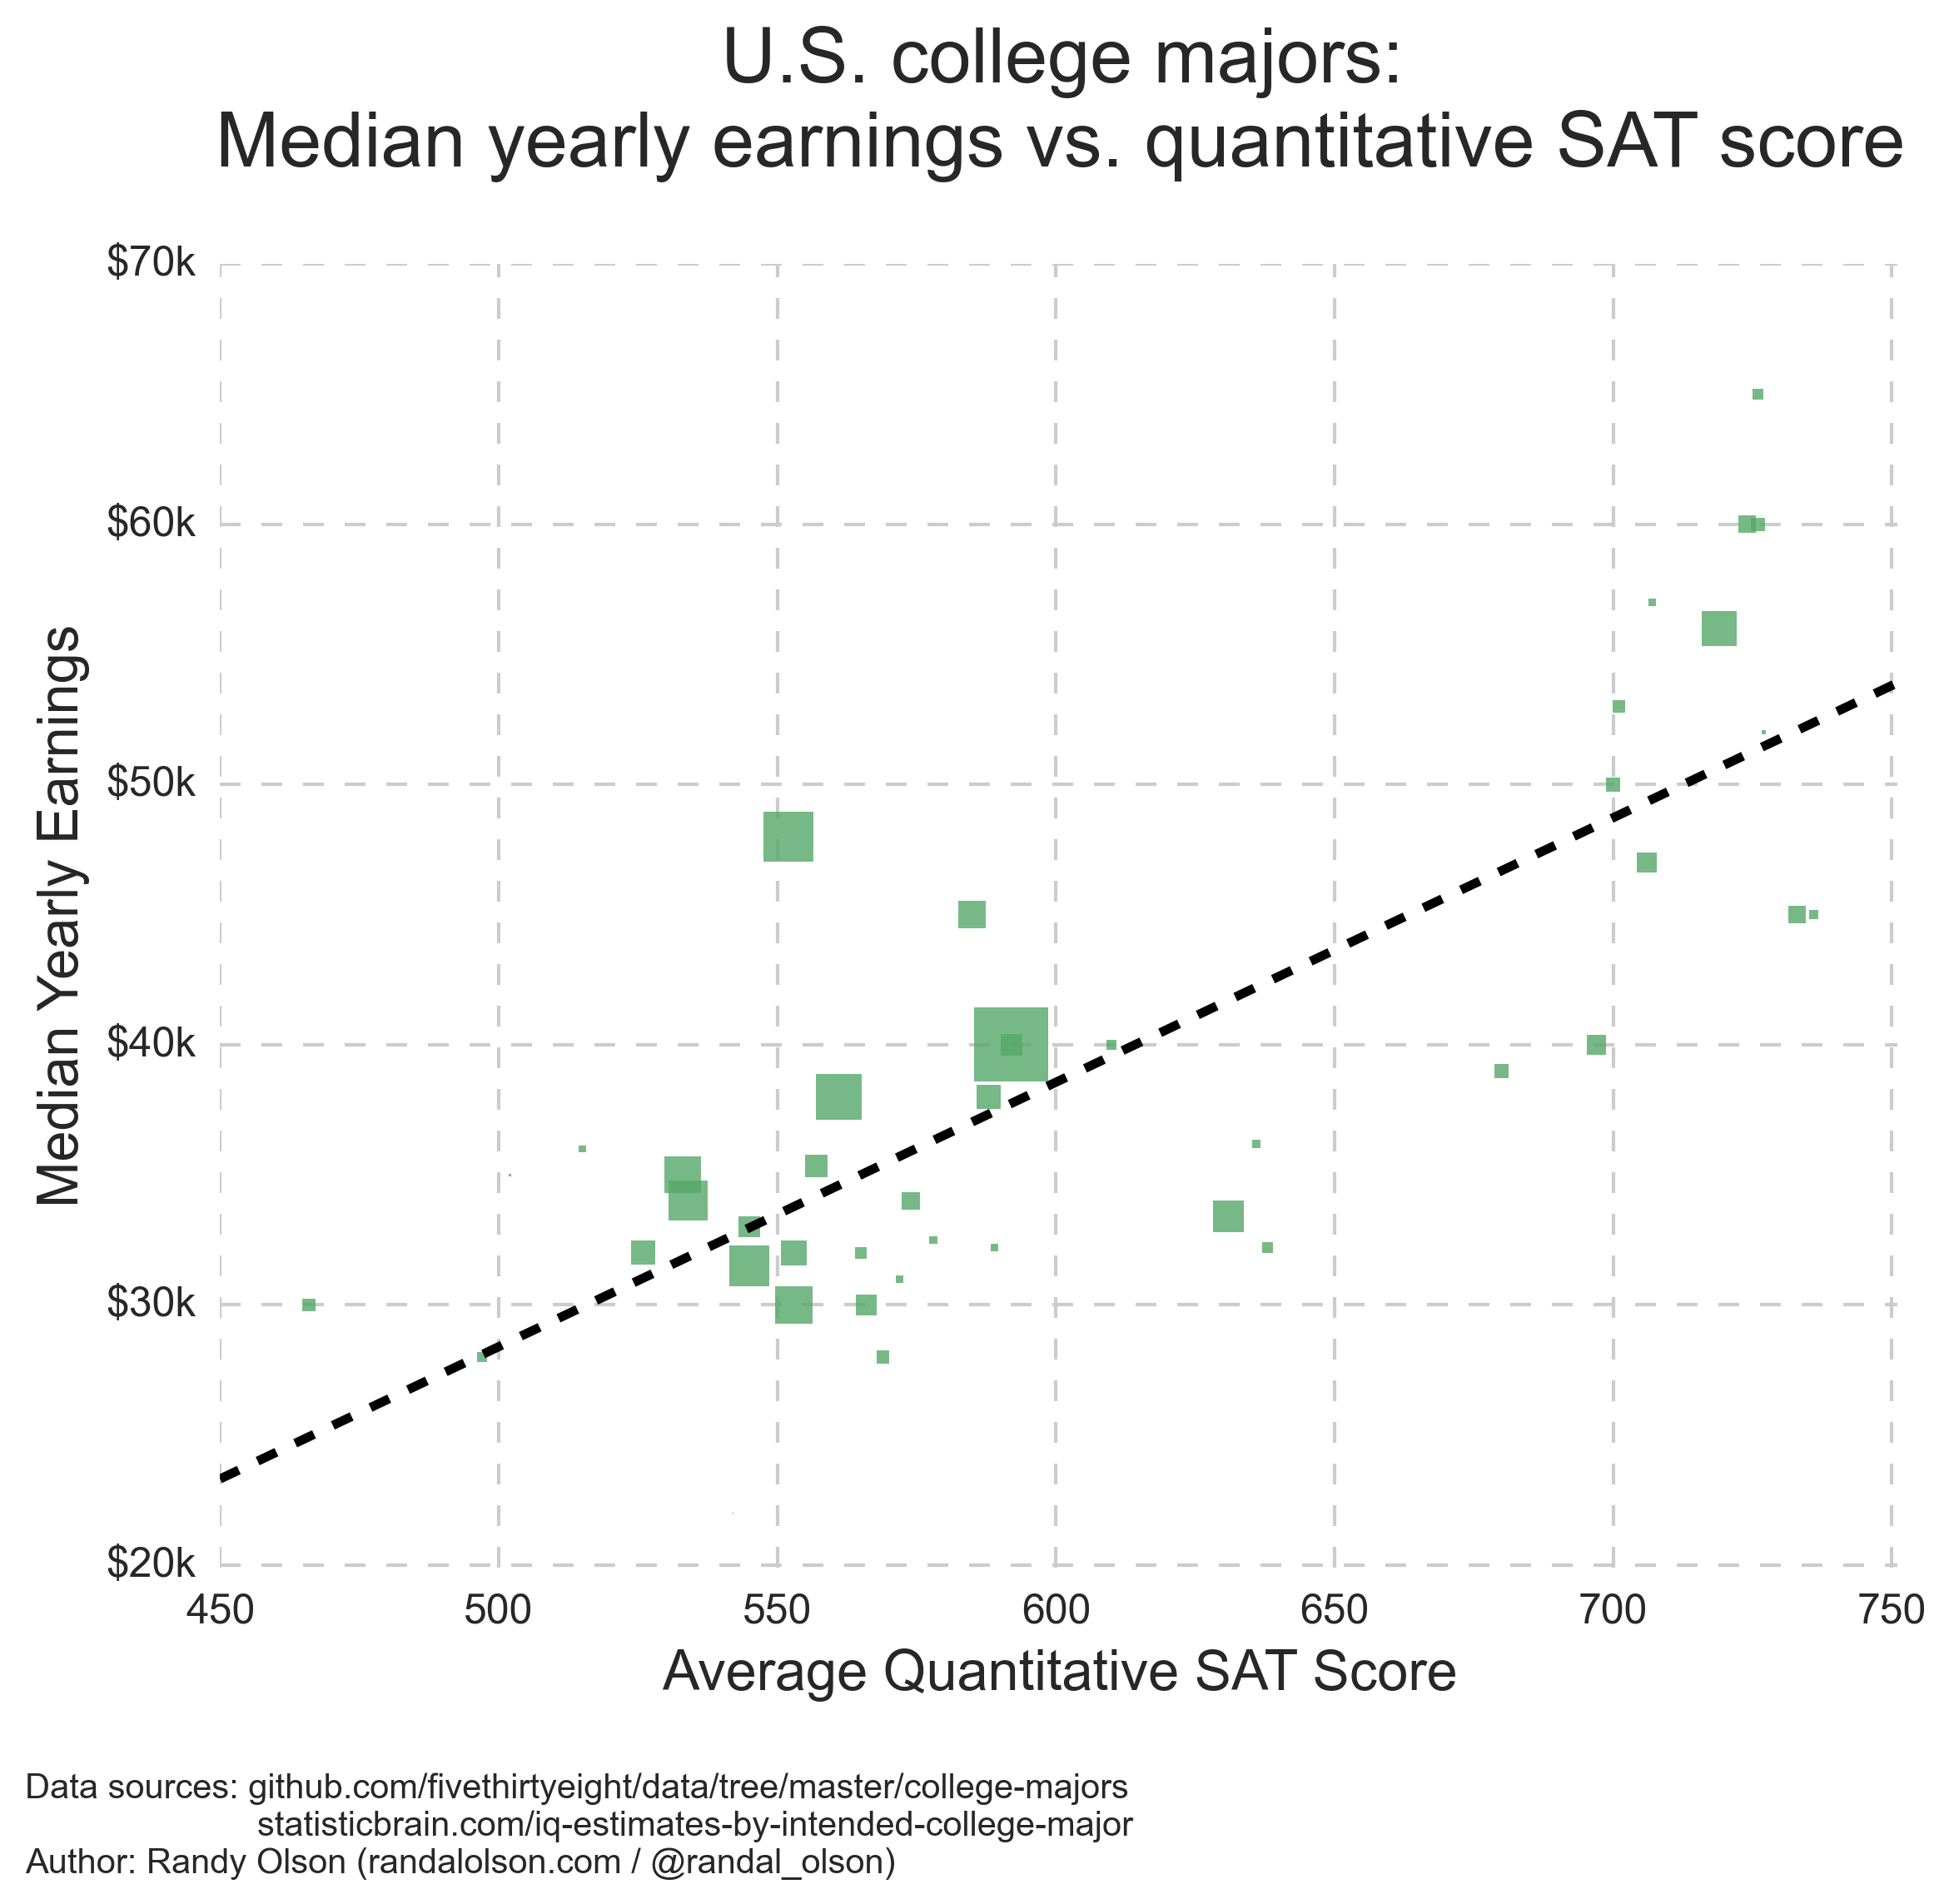 U.S. college majors:
Median yearly earnings vs. quantitative SAT score
$70k
$60k
$50k
$40k
$30k
$20k
Median Yearly Earnings
450 500 550 600 650 700 750
Average Quantitative SAT Score
Data sources: github.com/fivethirtyeight/data/tree/master/college-majors
statisticbrain.com/iq-estimates-by-intended-college-major
Author: Randy Olson (randalolson.com / @randal_olson)